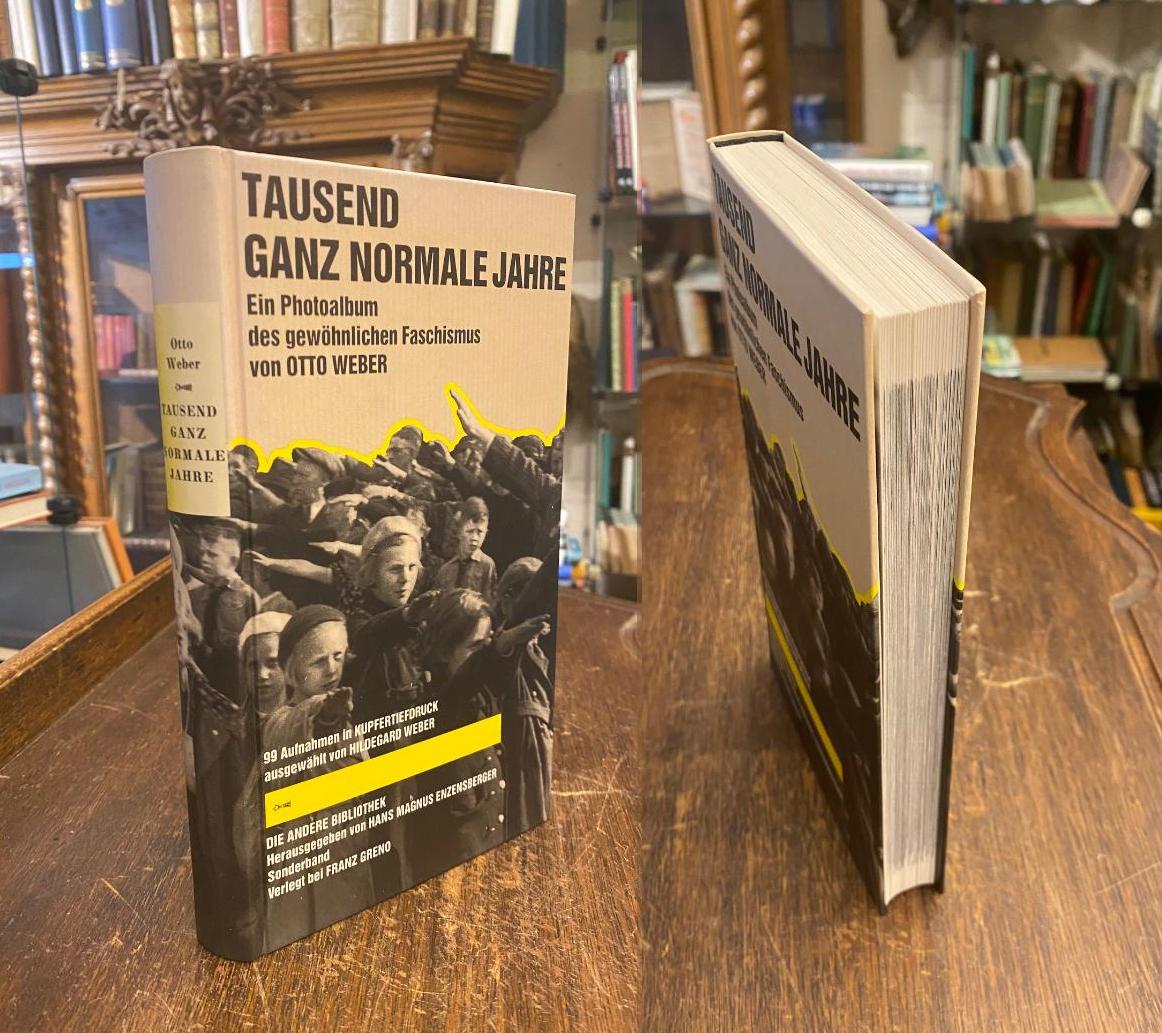 TAUSEND
GANZ NORMALE JAHRE
Ein Photoalbum
des gewöhnlichen Faschismus
von OTTO WEBER
Otto
Weber
TAUSEND
GANZ
NORMALE
JAHRE
99 Aufnahmen in KUPFERTIEFDRUCK
ausgewählt von HILDEGARD WEBER
DIE ANDERE BIBLIOTHEK
Herausgegeben von HANS MAGNUS ENZENSBERGER
Sonderband
Verlegt bei FRANZ GRENO
TAUSEND
GANZ NORMALE JAHRE
Faschismus
WEBER